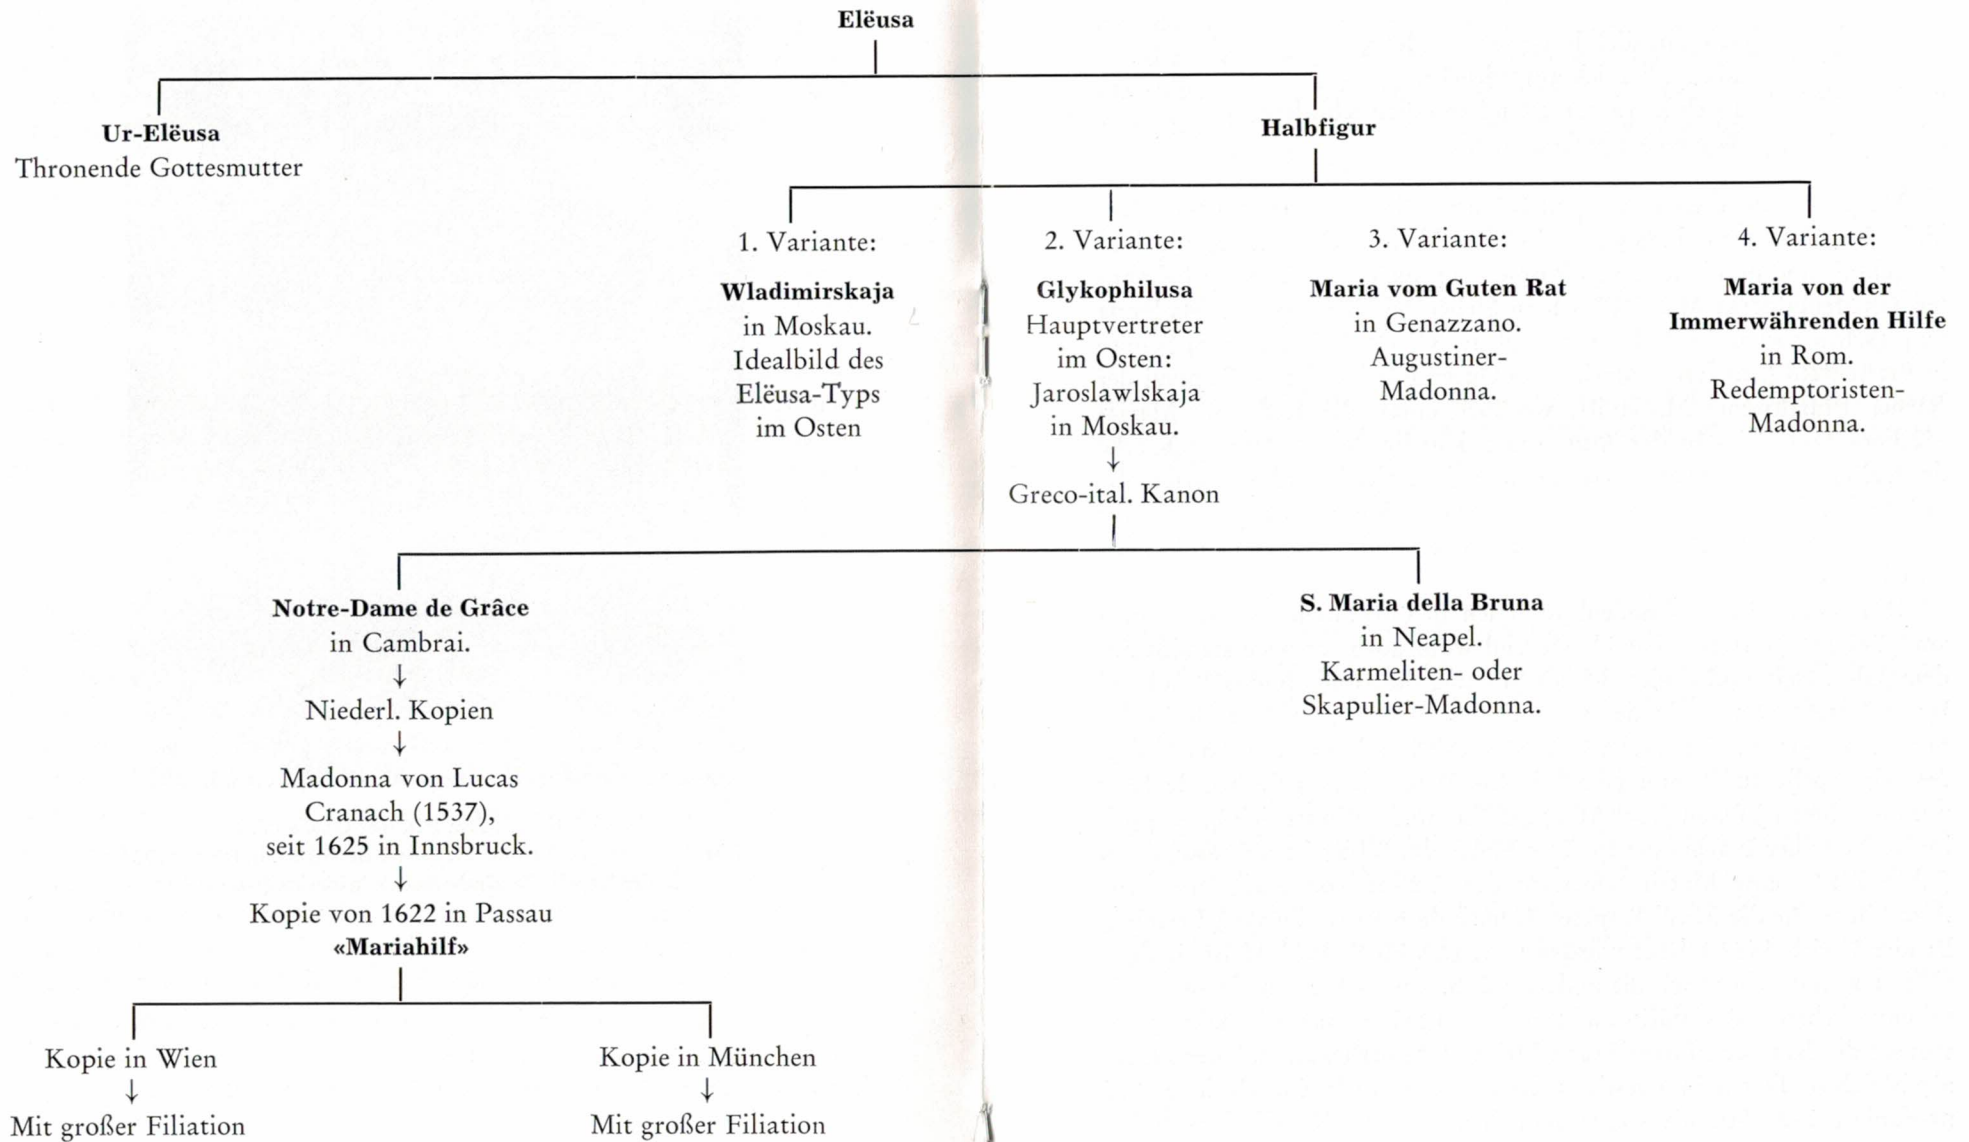 Elëusa
Ur-Elëusa
Thronende Gottesmutter
Halbfigur
1. Variante:
Wladimirskaja
in Moskau.
Idealbild des
Elëusa-Typs
im Osten
2. Variante:
Glykophilusa
Hauptvertreter
im Osten:
Jaroslawlskaja
in Moskau.
↓
Greco-ital. Kanon
3. Variante:
Maria vom Guten Rat
in Genazzano.
Augustiner-
Madonna.
4. Variante:
Maria von der
Immerwährenden Hilfe
in Rom.
Redemptoristen-
Madonna.
Notre-Dame de Grâce
in Cambrai.
↓
Niederl. Kopien
↓
Madonna von Lucas
Cranach (1537),
seit 1625 in Innsbruck.
↓
Kopie von 1622 in Passau
«Mariahilf»
S. Maria della Bruna
in Neapel.
Karmeliten- oder
Skapulier-Madonna.
Kopie in Wien
↓
Mit großer Filiation
Kopie in München
↓
Mit großer Filiation